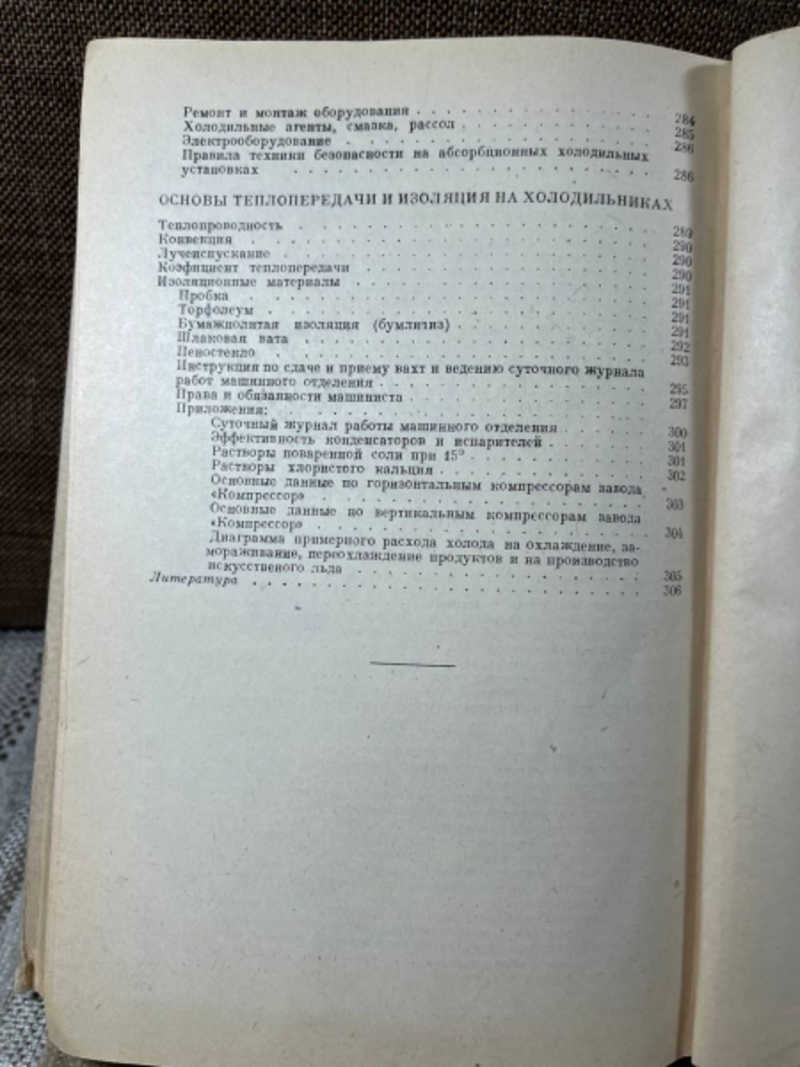 Ремонт и монтаж оборудования . . . . . . . . . . . . 284
Холодильные агенты, смазка, рассол . . . . . . . . . . 285
Электрооборудование . . . . . . . . . . . . . . . . 286
Правила техники безопасности на абсорбционных холодильных
установках . . . . . . . . . . . . . . . . . . . 286
ОСНОВЫ ТЕПЛОПЕРЕДАЧИ И ИЗОЛЯЦИЯ НА ХОЛОДИЛЬНИКАХ
Теплопроводность . . . . . . . . . . . . . . . . . 289
Конвекция . . . . . . . . . . . . . . . . . . . . 290
Лучеиспускание . . . . . . . . . . . . . . . . . . 290
Коэфициент теплопередачи . . . . . . . . . . . . . . 290
Изоляционные материалы . . . . . . . . . . . . . . . 291
Пробка . . . . . . . . . . . . . . . . . . . . . 291
Торфолеум . . . . . . . . . . . . . . . . . . . . 291
Бумажнолитая изоляция (бумлитиз) . . . . . . . . . . . 291
Шлаковая вата . . . . . . . . . . . . . . . . . . 292
Пеностекло . . . . . . . . . . . . . . . . . . . 293
Инструкция по сдаче и приему вахт и ведению суточного журнала
работ машинного отделения . . . . . . . . . . . . . 295
Права и обязанности машиниста . . . . . . . . . . . . 297
Приложения: . . . . . . . . . . . . . . . . . . .
Суточный журнал работы машинного отделения . . . . . . 300
Эффективность конденсаторов и испарителей . . . . . . . 301
Растворы поваренной соли при 15° . . . . . . . . . . 301
Растворы хлористого кальция . . . . . . . . . . . . 302
Основные данные по горизонтальным компрессорам завода
«Компрессор» . . . . . . . . . . . . . . . . . 303
Основные данные по вертикальным компрессорам завода
«Компрессор» . . . . . . . . . . . . . . . . . 304
Диаграмма примерного расхода холода на охлаждение, за-
мораживание, переохлаждение продуктов и на производство
искусственого льда . . . . . . . . . . . . . . . 305
Литература . . . . . . . . . . . . . . . . . . . 306